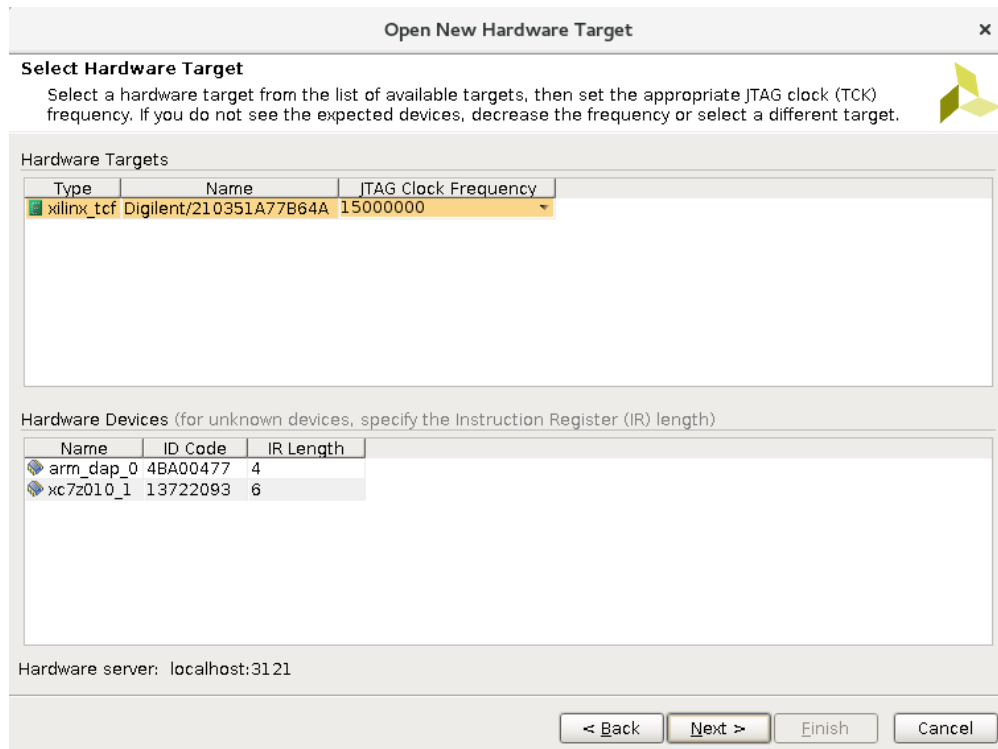 Open New Hardware Target
Select Hardware Target
Select a hardware target from the list of available targets, then set the appropriate JTAG clock (TCK)
frequency. If you do not see the expected devices, decrease the frequency or select a different target.
Hardware Targets
Type Name JTAG Clock Frequency
xilinx_tcf Digilent/210351A77B64A 15000000
Hardware Devices (for unknown devices, specify the Instruction Register (IR) length)
Name ID Code IR Length
arm_dap_0 4BA00477 4
xc7z010_1 13722093 6
Hardware server: localhost:3121
< Back Next > Finish Cancel